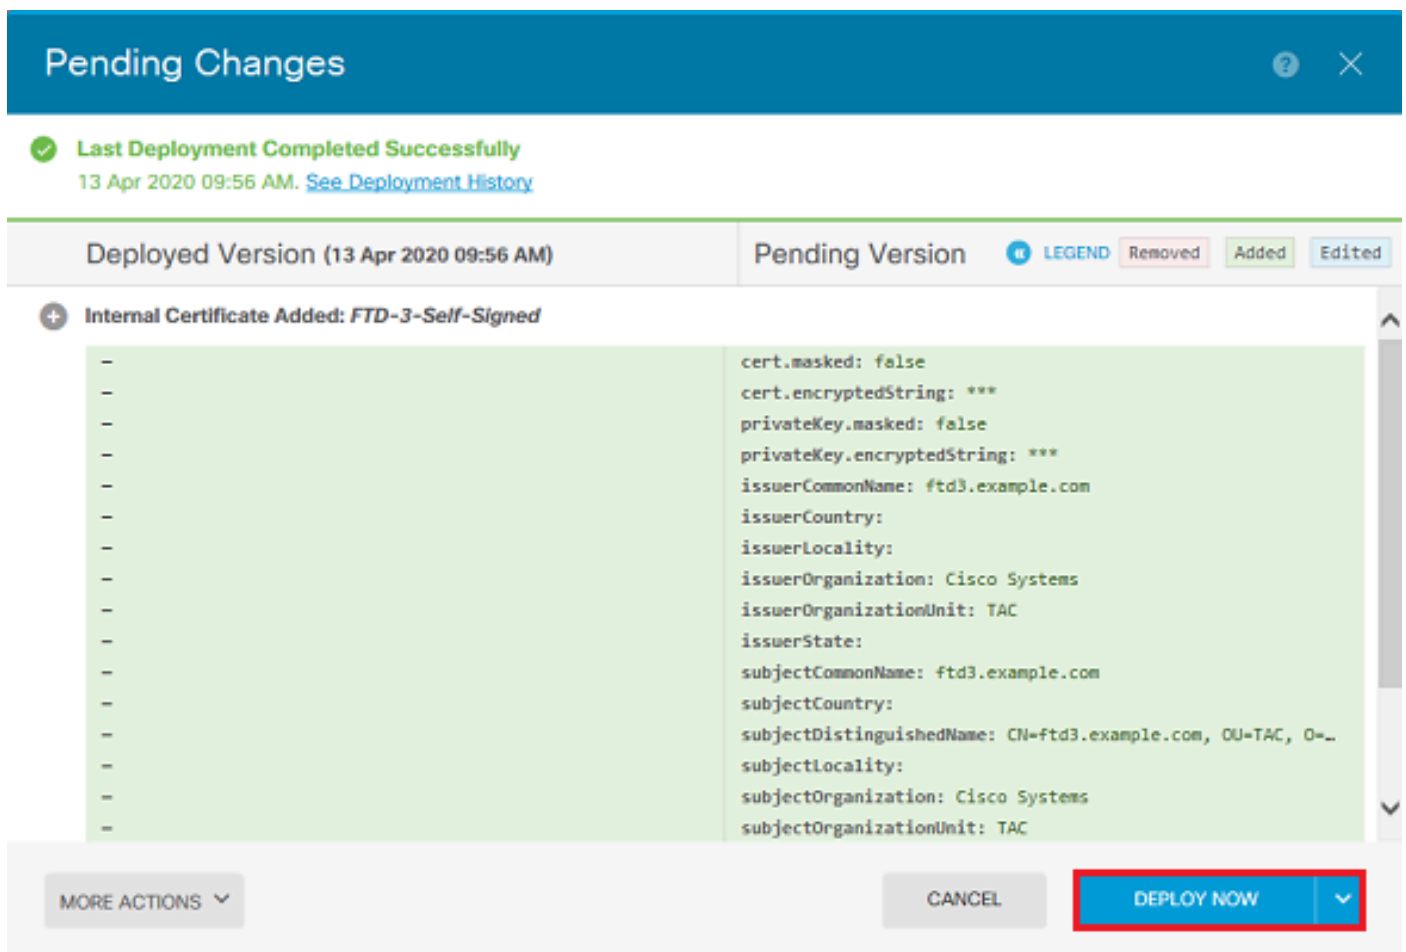 Pending Changes
Last Deployment Completed Successfully
13 Apr 2020 09:56 AM. See Deployment History
Deployed Version (13 Apr 2020 09:56 AM)
Pending Version LEGEND Removed Added Edited
Internal Certificate Added: FTD-3-Self-Signed
– cert.masked: false
– cert.encryptedString: ***
– privateKey.masked: false
– privateKey.encryptedString: ***
– issuerCommonName: ftd3.example.com
– issuerCountry:
– issuerLocality:
– issuerOrganization: Cisco Systems
– issuerOrganizationUnit: TAC
– issuerState:
– subjectCommonName: ftd3.example.com
– subjectCountry:
– subjectDistinguishedName: CN=ftd3.example.com, OU=TAC, O=…
– subjectLocality:
– subjectOrganization: Cisco Systems
– subjectOrganizationUnit: TAC
MORE ACTIONS
CANCEL
DEPLOY NOW